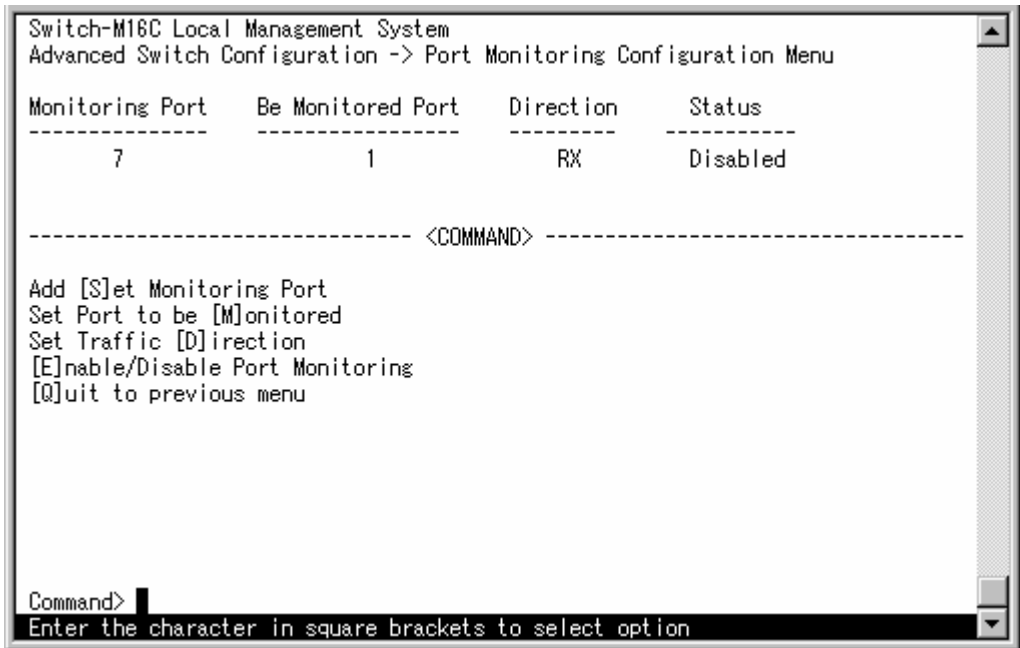 Switch-M16C Local Management System
Advanced Switch Configuration -> Port Monitoring Configuration Menu
Monitoring Port    Be Monitored Port    Direction    Status
---------------    -----------------    ---------    -----------
7    1    RX    Disabled
-------------------------------- <COMMAND> -----------------------------------
Add [S]et Monitoring Port
Set Port to be [M]onitored
Set Traffic [D]irection
[E]nable/Disable Port Monitoring
[Q]uit to previous menu
Command>
Enter the character in square brackets to select option